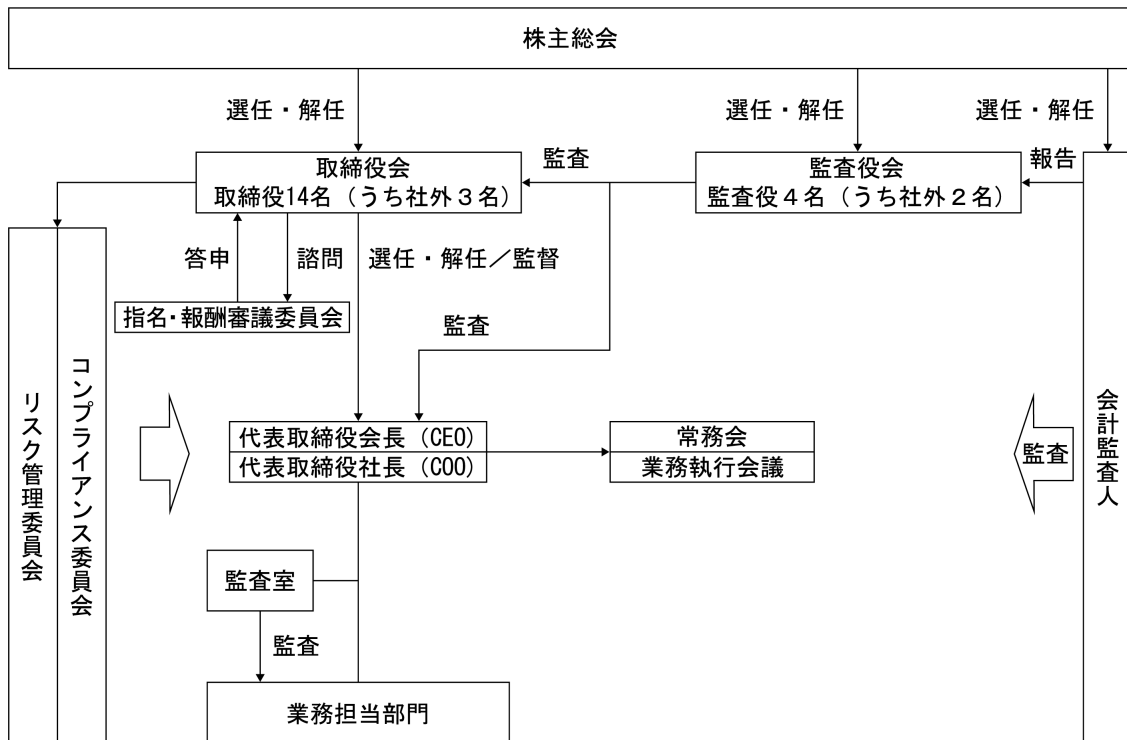 株主総会
選任・解任
選任・解任
選任・解任
取締役会
取締役14名（うち社外３名）
監査
監査役会
監査役４名（うち社外２名）
報告
答申
諮問
選任・解任／監督
指名・報酬審議委員会
監査
リスク管理委員会
コンプライアンス委員会
代表取締役会長（CEO）
代表取締役社長（COO）
常務会
業務執行会議
監査
会計監査人
監査室
監査
業務担当部門